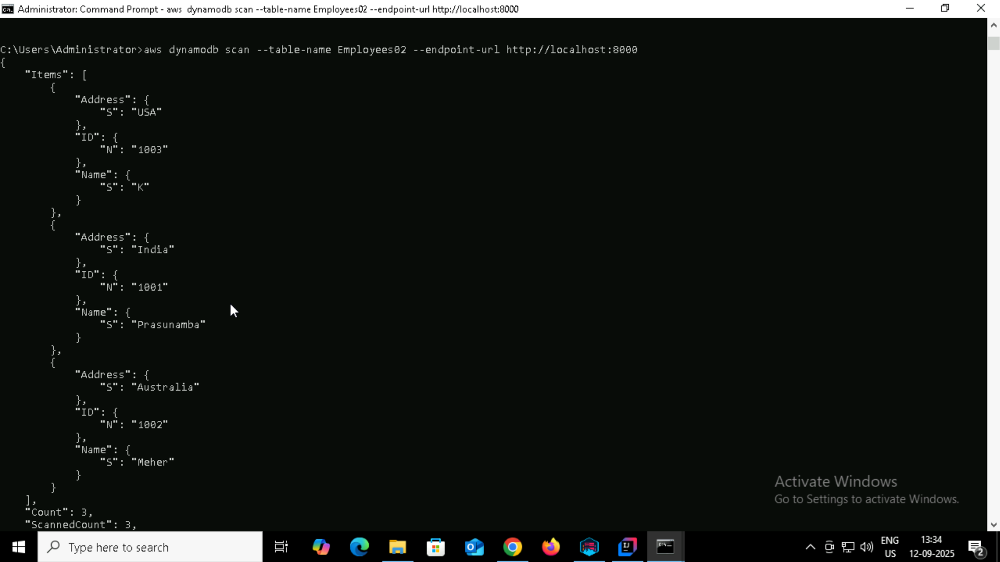 Administrator: Command Prompt - aws  dynamodb scan --table-name Employees02 --endpoint-url http://localhost:8000
C:\Users\Administrator>aws dynamodb scan --table-name Employees02 --endpoint-url http://localhost:8000
{
    "Items": [
        {
            "Address": {
                "S": "USA"
            },
            "ID": {
                "N": "1003"
            },
            "Name": {
                "S": "K"
            }
        },
        {
            "Address": {
                "S": "India"
            },
            "ID": {
                "N": "1001"
            },
            "Name": {
                "S": "Prasunamba"
            }
        },
        {
            "Address": {
                "S": "Australia"
            },
            "ID": {
                "N": "1002"
            },
            "Name": {
                "S": "Meher"
            }
        }
    ],
    "Count": 3,
    "ScannedCount": 3,
Activate Windows
Go to Settings to activate Windows.
Type here to search
ENG
US
13:34
12-09-2025
2